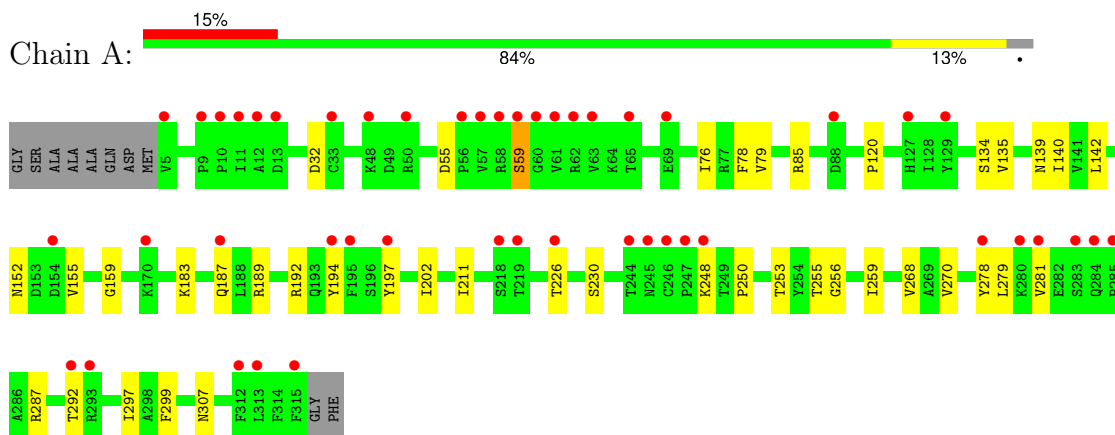 15%
Chain A:
84% 13% •
GLY SER ALA ALA ALA GLN ASP MET V5 P9 P10 I11 A12 D13 D32 C33 K48 D49 R50 D55 P56 V57 R58 S59 G60 V61 R62 V63 K64 T65 E69 I76 R77 F78 V79 R85 D88 P120 H127 I128 Y129 S134 V135 N139 I140 V141 L142
N152 D153 D154 V155 G159 K170 K183 Q187 L188 R189 R192 Q193 Y194 F195 S196 Y197 I202 I211 S218 T219 T226 S230 T244 N245 C246 P247 K248 T249 P250 T253 Y254 T255 G256 I259 V268 A269 V270 Y278 L279 K280 V281 E282 S283 Q284 P285
A286 R287 T292 R293 I297 A298 F299 N307 F312 L313 F314 F315 GLY PHE